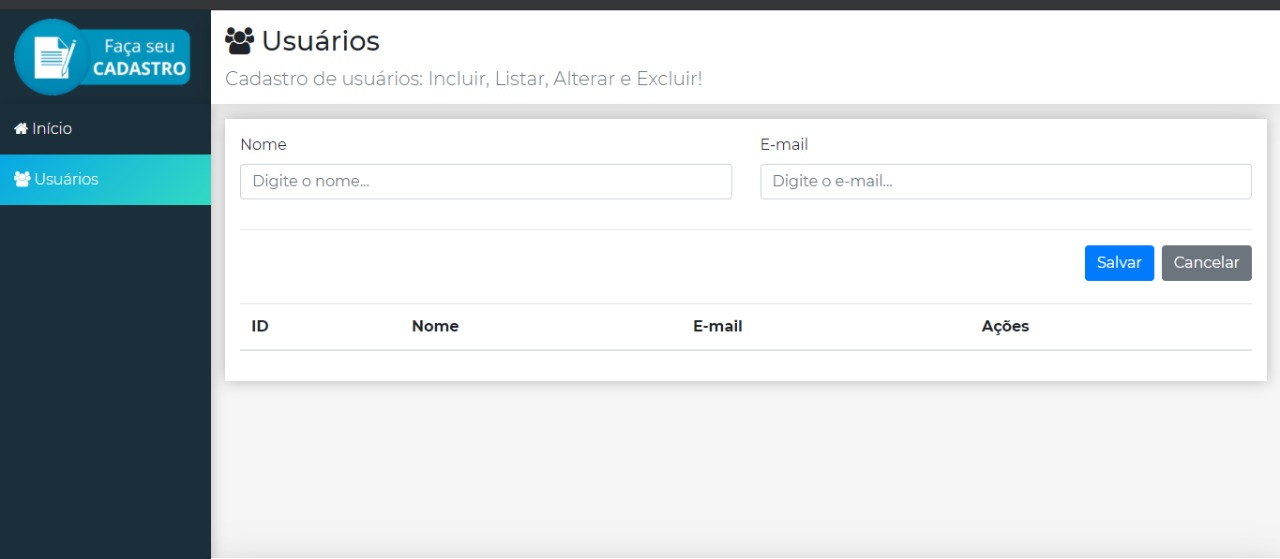 Faça seu
CADASTRO
Início
Usuários
Usuários
Cadastro de usuários: Incluir, Listar, Alterar e Excluir!
Nome
E-mail
Digite o nome...
Digite o e-mail...
Salvar
Cancelar
ID
Nome
E-mail
Ações